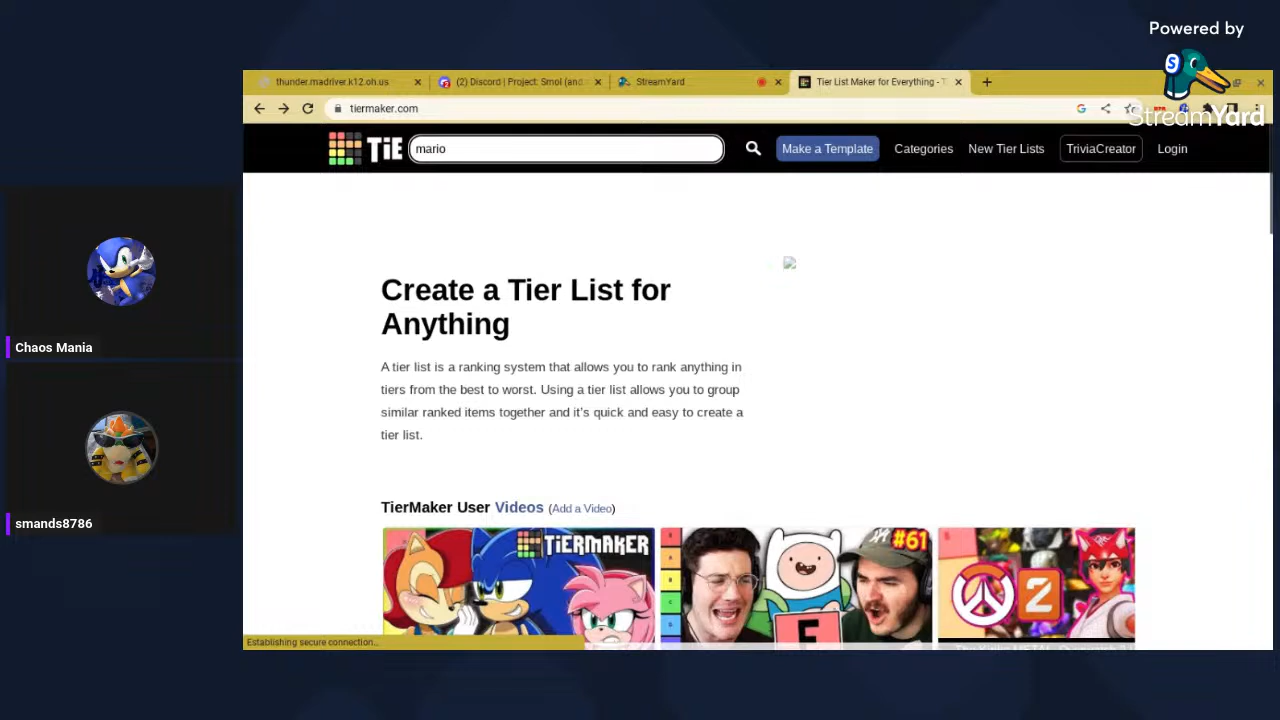 Powered by
StreamYard
thunder.madriver.k12.oh.us
(2) Discord | Project: Smol (and
StreamYard
Tier List Maker for Everything - T
tiermaker.com
TiE
mario
Make a Template
Categories
New Tier Lists
TriviaCreator
Login
Create a Tier List for
Anything
A tier list is a ranking system that allows you to rank anything in
tiers from the best to worst. Using a tier list allows you to group
similar ranked items together and it's quick and easy to create a
tier list.
TierMaker User Videos (Add a Video)
TiERMAKER
#61
F
2
Chaos Mania
smands8786
Establishing secure connection...